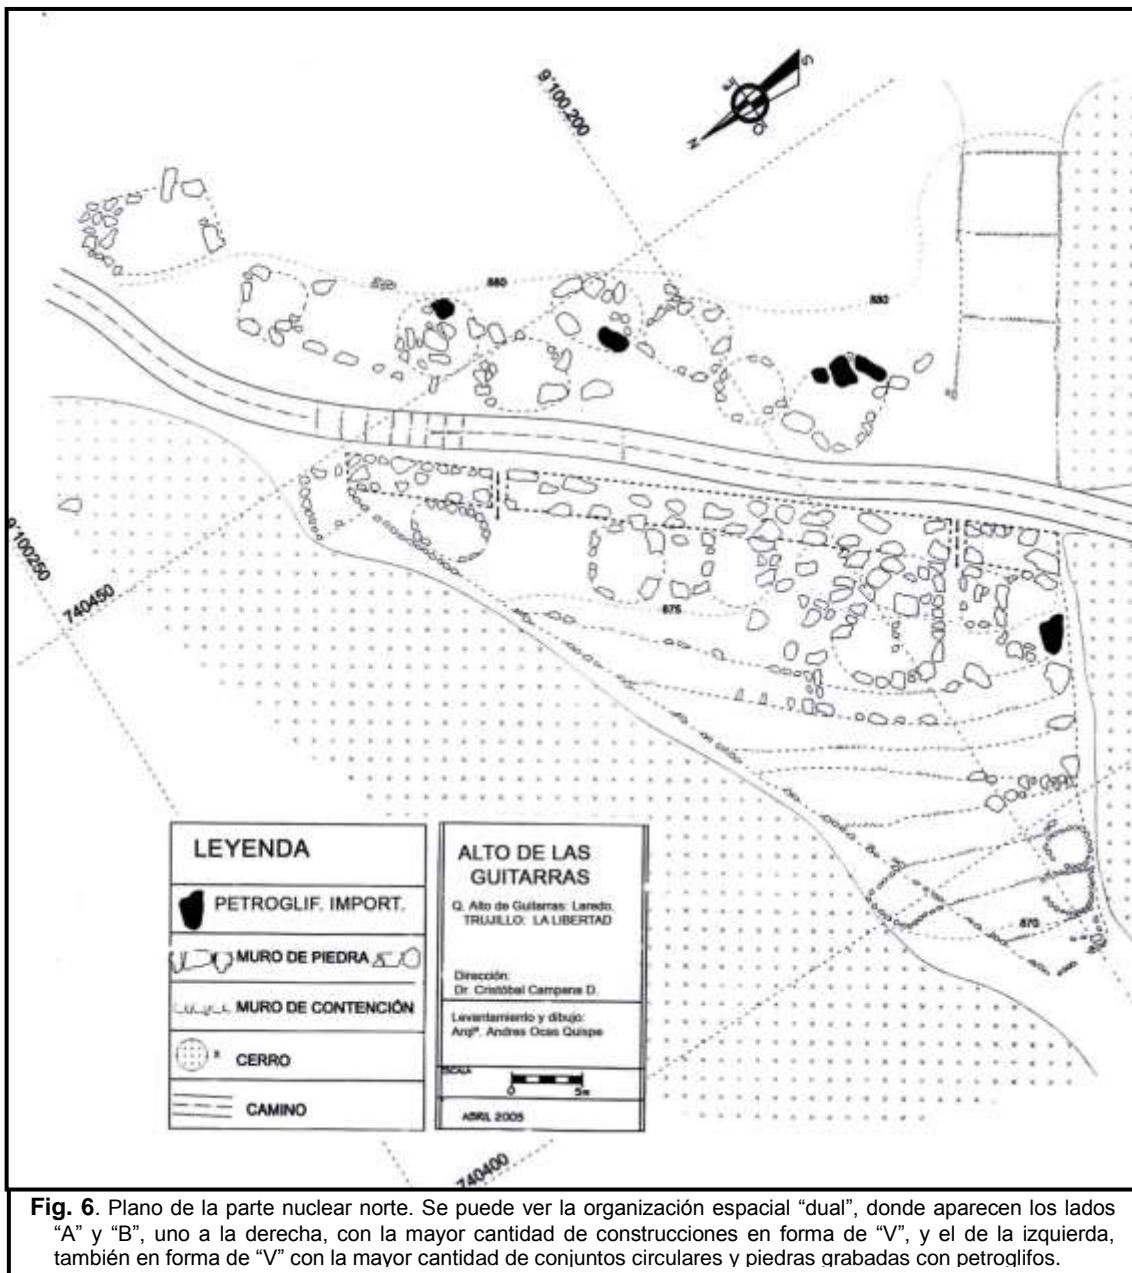 S
Q
N
9°100,200
880
880
9°100250
740450
875
870
740400
LEYENDA
PETROGLIF. IMPORT.
MURO DE PIEDRA
MURO DE CONTENCIÓN
CERRO
CAMINO
ALTO DE LAS
GUITARRAS
Q. Alto de Guitarras: Laredo.
TRUJILLO: LA LIBERTAD
Dirección:
Dr. Cristóbal Campana D.
Levantamiento y dibujo:
Arqlº. Andres Ocas Quispe
ESCALA
0 5m
ABRIL 2005
Fig. 6. Plano de la parte nuclear norte. Se puede ver la organización espacial “dual”, donde aparecen los lados
“A” y “B”, uno a la derecha, con la mayor cantidad de construcciones en forma de “V”, y el de la izquierda,
también en forma de “V” con la mayor cantidad de conjuntos circulares y piedras grabadas con petroglifos.